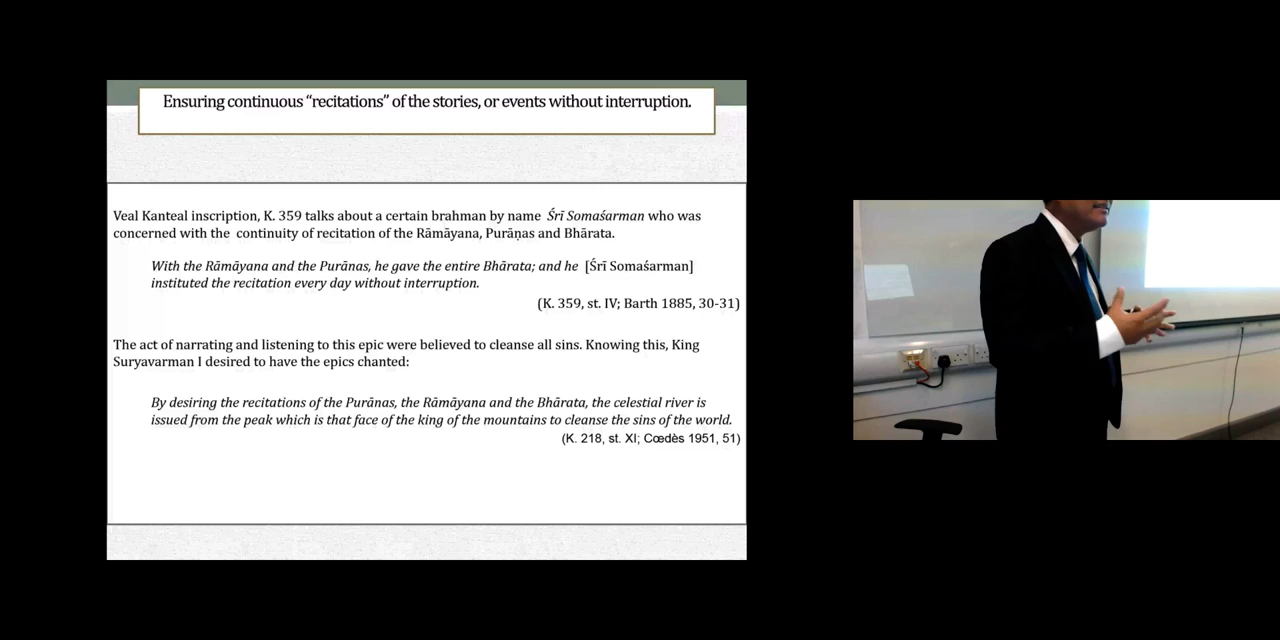 Ensuring continuous “recitations” of the stories, or events without interruption.
Veal Kanteal inscription, K. 359 talks about a certain brahman by name Śrī Somaśarman who was
concerned with the continuity of recitation of the Rāmāyana, Purāṇas and Bhārata.
With the Rāmāyana and the Purānas, he gave the entire Bhārata; and he [Śrī Somaśarman]
instituted the recitation every day without interruption.
(K. 359, st. IV; Barth 1885, 30-31)
The act of narrating and listening to this epic were believed to cleanse all sins. Knowing this, King
Suryavarman I desired to have the epics chanted:
By desiring the recitations of the Purānas, the Rāmāyana and the Bhārata, the celestial river is
issued from the peak which is that face of the king of the mountains to cleanse the sins of the world.
(K. 218, st. XI; Cœdès 1951, 51)